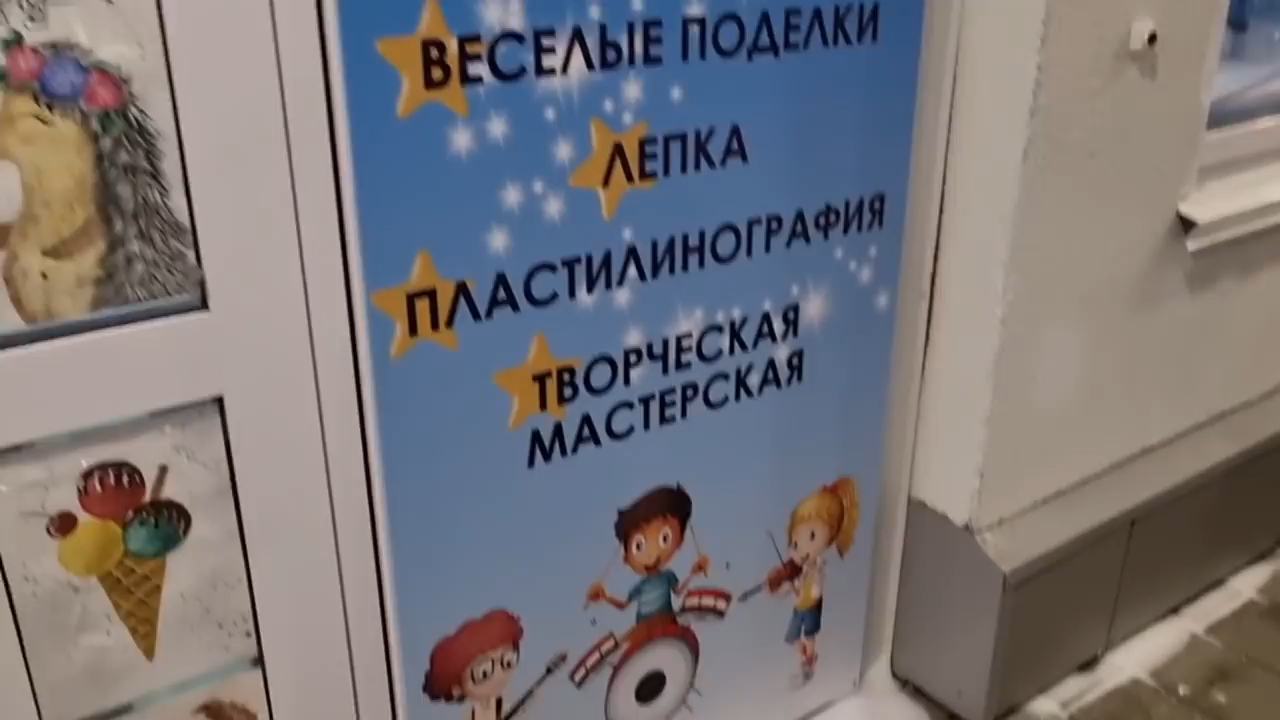 ВЕСЕЛЫЕ ПОДЕЛКИ
ЛЕПКА
ПЛАСТИЛИНОГРАФИЯ
ТВОРЧЕСКАЯ
МАСТЕРСКАЯ